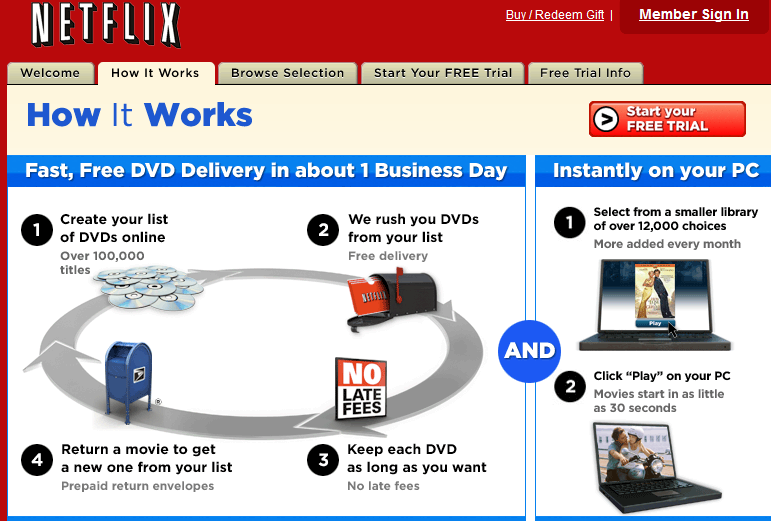 NETFLIX
Buy / Redeem Gift |
Member Sign In
Welcome
How It Works
Browse Selection
Start Your FREE Trial
Free Trial Info
How It Works
Start your
FREE TRIAL
Fast, Free DVD Delivery in about 1 Business Day
1
Create your list
of DVDs online
Over 100,000
titles
2
We rush you DVDs
from your list
Free delivery
NETFLIX
NO
LATE
FEES
®
4
Return a movie to get
a new one from your list
Prepaid return envelopes
3
Keep each DVD
as long as you want
No late fees
AND
Instantly on your PC
1
Select from a smaller library
of over 12,000 choices
More added every month
Play
2
Click “Play” on your PC
Movies start in as little
as 30 seconds